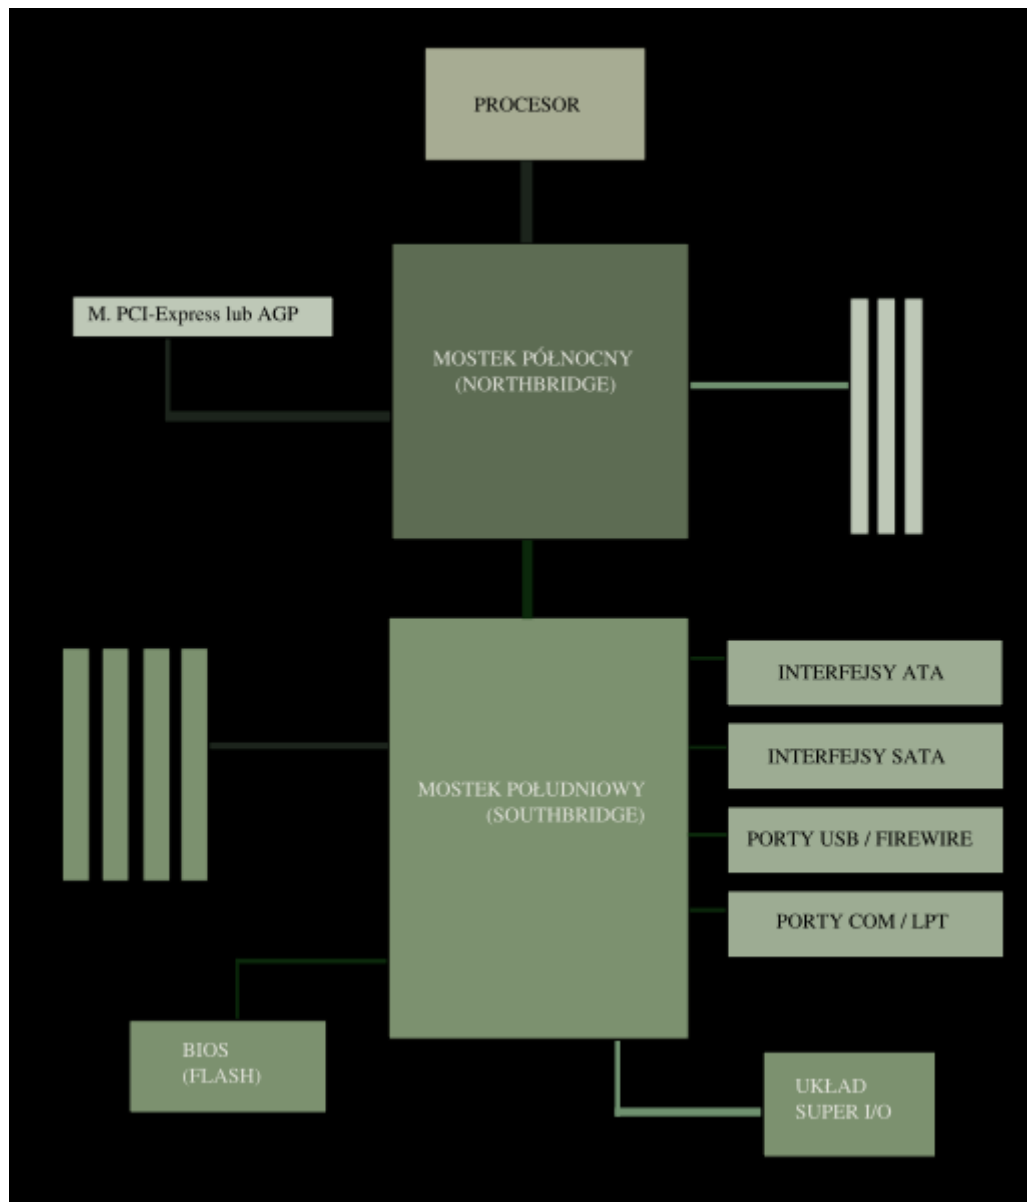 PROCESOR
M. PCI-Express lub AGP
MOSTEK PÓŁNOCNY
(NORTHBRIDGE)
MOSTEK POŁUDNIOWY
(SOUTHBRIDGE)
INTERFEJSY ATA
INTERFEJSY SATA
PORTY USB / FIREWIRE
PORTY COM / LPT
BIOS
(FLASH)
UKŁAD
SUPER I/O